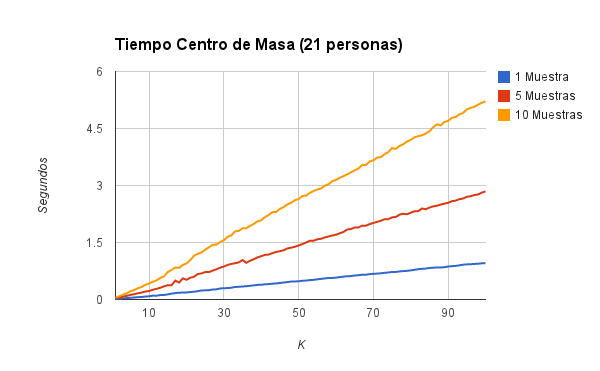 Tiempo Centro de Masa (21 personas)
6
4.5
3
1.5
0
Segundos
10
30
50
70
90
K
1 Muestra
5 Muestras
10 Muestras